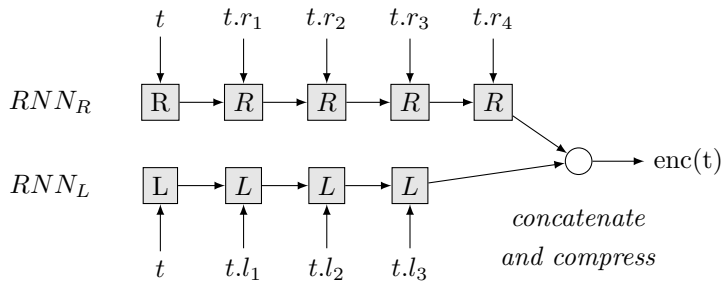 t t.r₁ t.r₂ t.r₃ t.r₄
RNN_R R R R R R
enc(t)
RNN_L L L L L
concatenate
and compress
t t.l₁ t.l₂ t.l₃